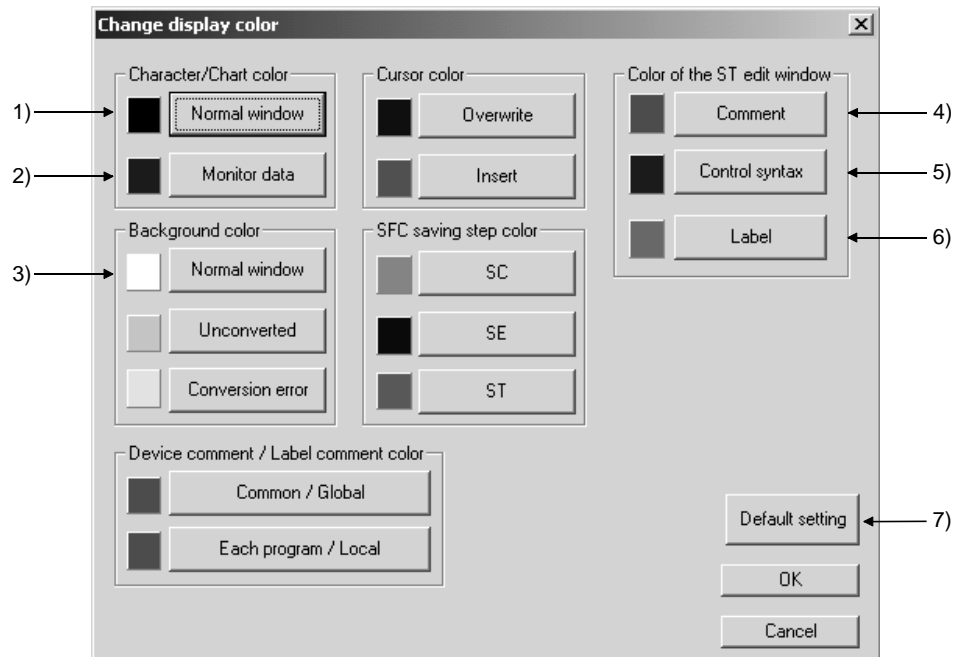 Change display color
Character/Chart color
1)
Normal window
2)
Monitor data
Cursor color
Overwrite
Insert
Color of the ST edit window
Comment
4)
Control syntax
5)
Label
6)
Background color
3)
Normal window
Unconverted
Conversion error
SFC saving step color
SC
SE
ST
Device comment / Label comment color
Common / Global
Each program / Local
Default setting
7)
OK
Cancel